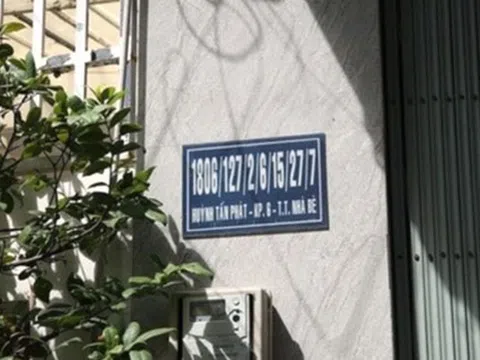 1806/127/2/6/15/27/7
HUỲNH TẤN PHÁT - KP. 6 - T.T. NHÀ BÈ